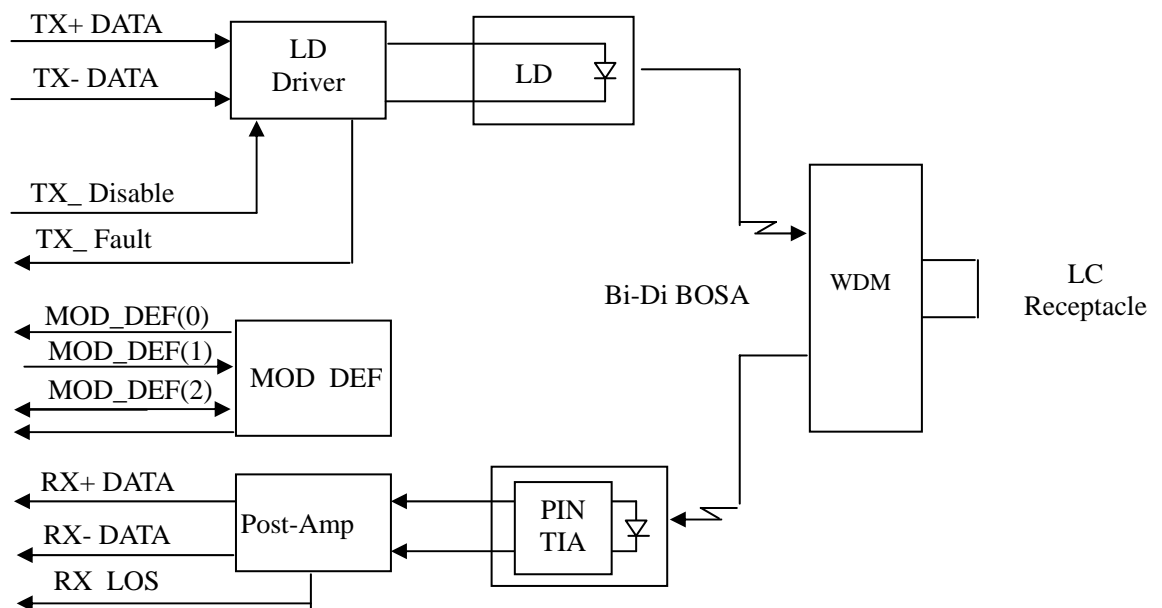 TX+ DATA
LD
Driver
LD
TX- DATA
TX_ Disable
TX_ Fault
WDM
LC
Receptacle
Bi-Di BOSA
MOD_DEF(0)
MOD_DEF(1)
MOD_DEF(2)
MOD DEF
RX+ DATA
Post-Amp
PIN
TIA
RX- DATA
RX LOS